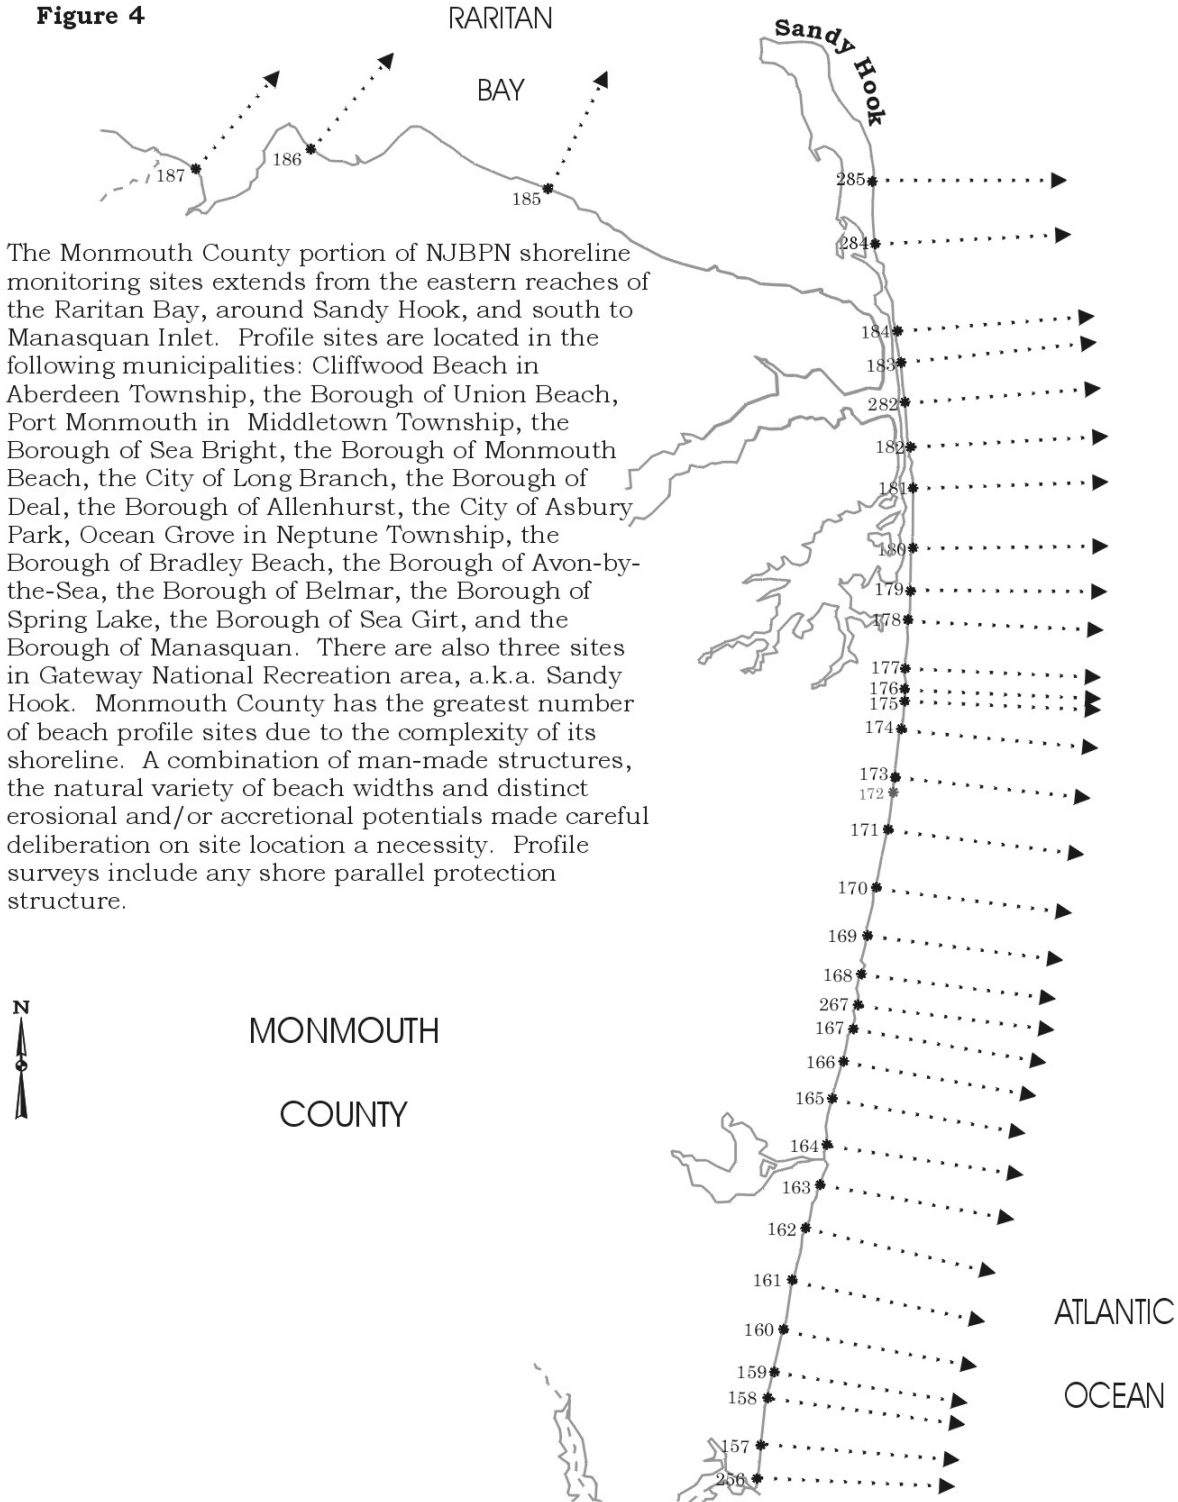 Figure 4
RARITAN
BAY
Sandy Hook
187
186
185
285
284
The Monmouth County portion of NJBPN shoreline
monitoring sites extends from the eastern reaches of
the Raritan Bay, around Sandy Hook, and south to
Manasquan Inlet. Profile sites are located in the
following municipalities: Cliffwood Beach in
Aberdeen Township, the Borough of Union Beach,
Port Monmouth in Middletown Township, the
Borough of Sea Bright, the Borough of Monmouth
Beach, the City of Long Branch, the Borough of
Deal, the Borough of Allenhurst, the City of Asbury
Park, Ocean Grove in Neptune Township, the
Borough of Bradley Beach, the Borough of Avon-by-
the-Sea, the Borough of Belmar, the Borough of
Spring Lake, the Borough of Sea Girt, and the
Borough of Manasquan. There are also three sites
in Gateway National Recreation area, a.k.a. Sandy
Hook. Monmouth County has the greatest number
of beach profile sites due to the complexity of its
shoreline. A combination of man-made structures,
the natural variety of beach widths and distinct
erosional and/or accretional potentials made careful
deliberation on site location a necessity. Profile
surveys include any shore parallel protection
structure.
184
183
282
182
181
180
179
178
177
176
175
174
173
172
171
170
169
168
267
167
166
165
164
163
162
161
160
159
158
157
256
N
MONMOUTH
COUNTY
ATLANTIC
OCEAN